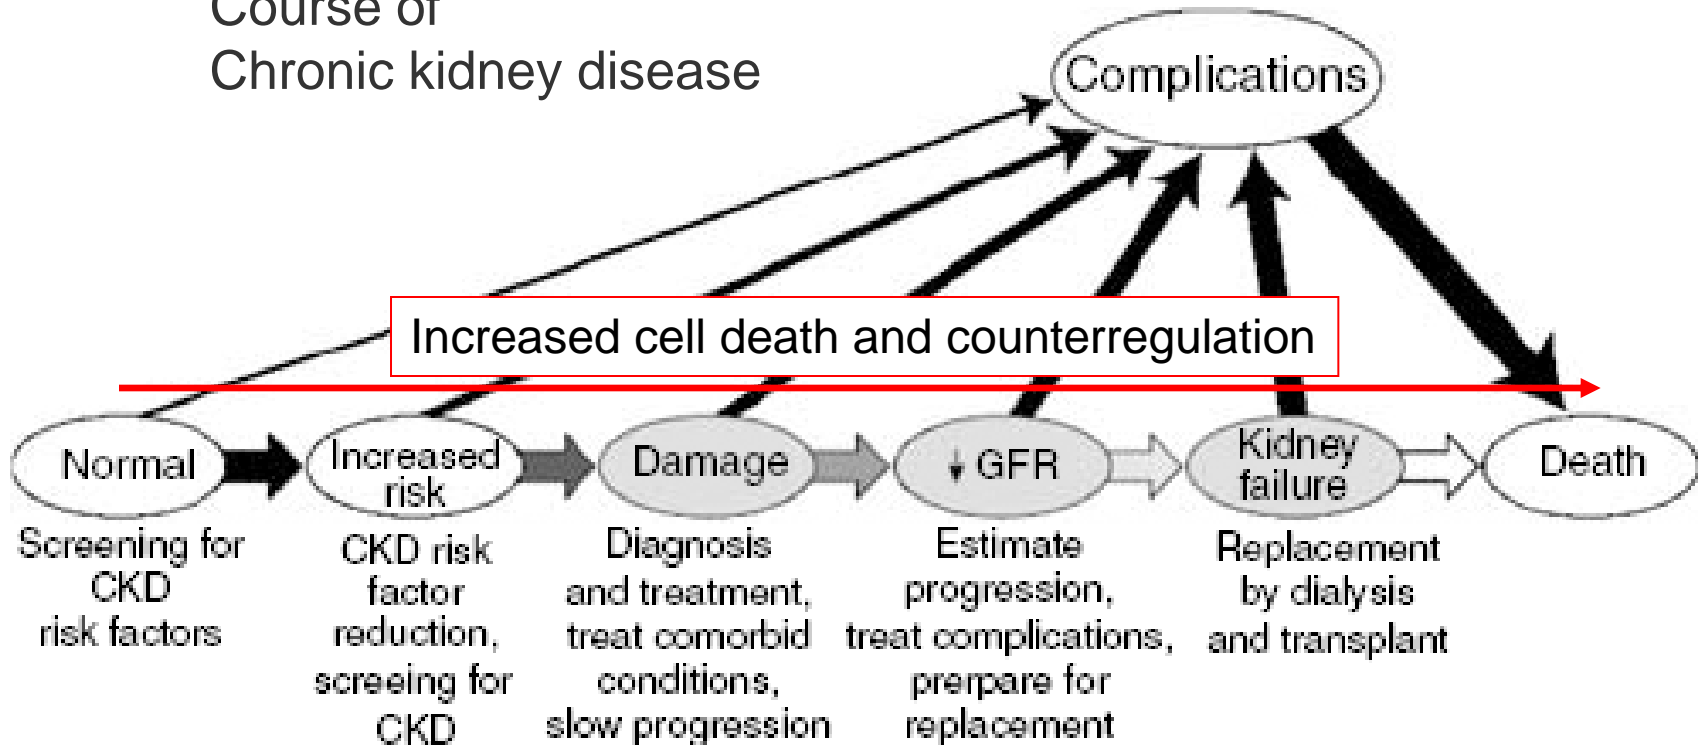 Course of
Chronic kidney disease
Complications
Increased cell death and counterregulation
Normal
Increased
risk
Damage
↓ GFR
Kidney
failure
Death
Screening for
CKD
risk factors
CKD risk
factor
reduction,
screeing for
CKD
Diagnosis
and treatment,
treat comorbid
conditions,
slow progression
Estimate
progression,
treat complications,
prerpare for
replacement
Replacement
by dialysis
and transplant